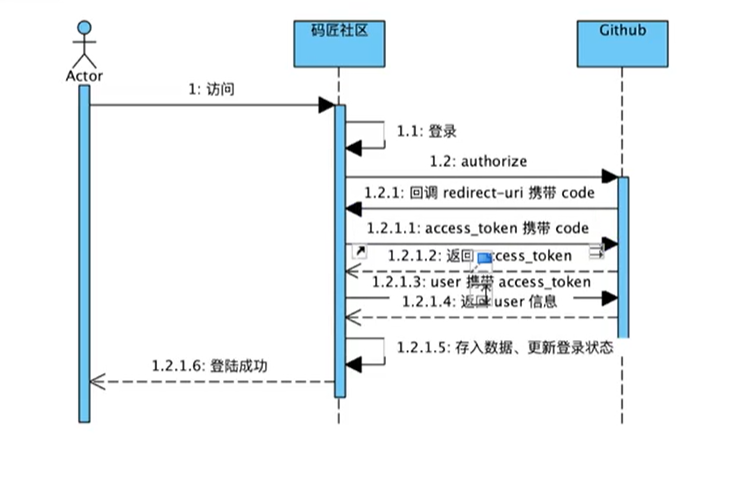 码匠社区
Github
Actor
1: 访问
1.1: 登录
1.2: authorize
1.2.1: 回调 redirect-uri 携带 code
1.2.1.1: access_token 携带 code
1.2.1.2: 返回 cess_token
1.2.1.3: user 携带 access_token
1.2.1.4: 返回 user 信息
1.2.1.5: 存入数据、更新登录状态
1.2.1.6: 登陆成功